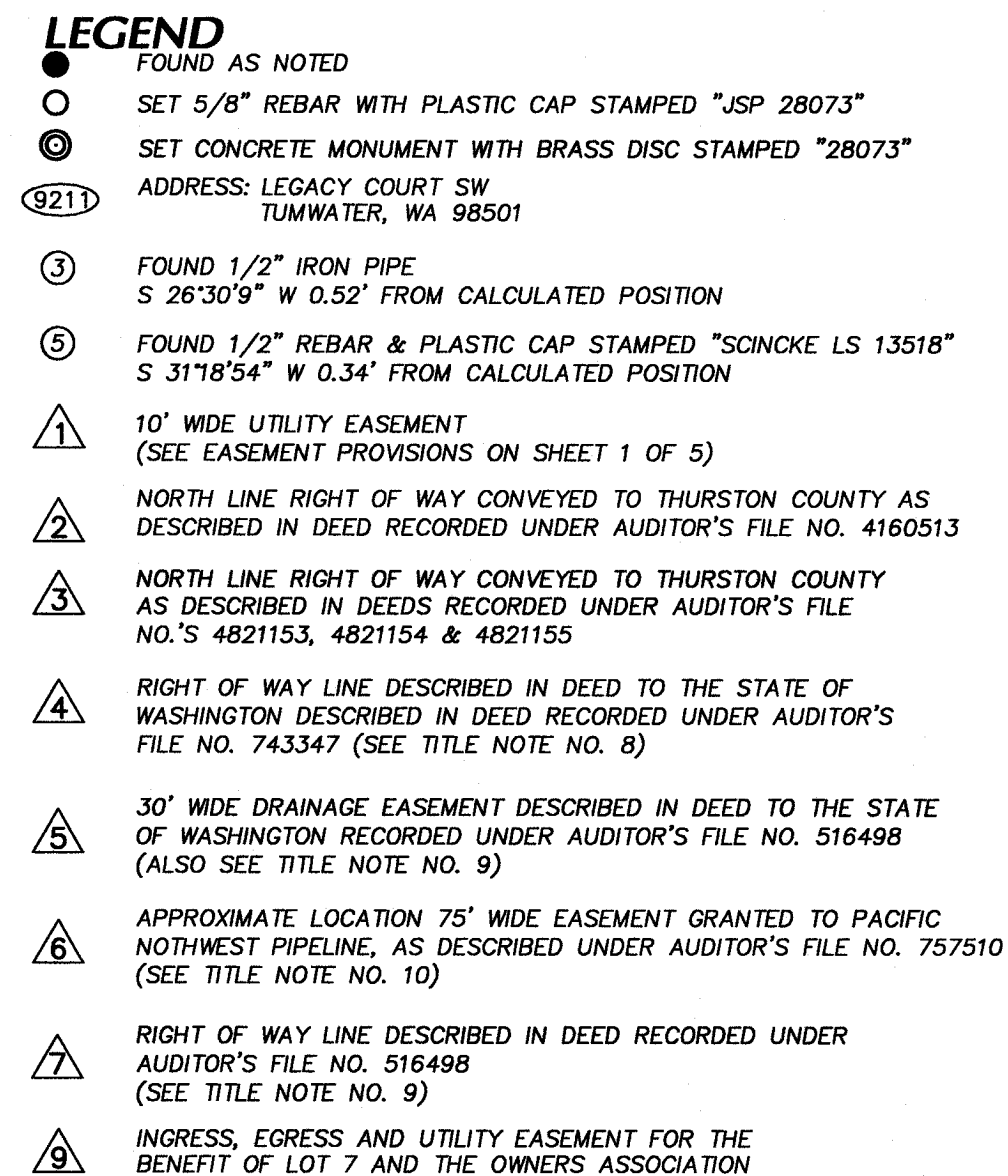 LEGEND
FOUND AS NOTED
SET 5/8" REBAR WITH PLASTIC CAP STAMPED "JSP 28073"
SET CONCRETE MONUMENT WITH BRASS DISC STAMPED "28073"
9211 ADDRESS: LEGACY COURT SW
TUMWATER, WA 98501
3 FOUND 1/2" IRON PIPE
S 26°30'9" W 0.52' FROM CALCULATED POSITION
5 FOUND 1/2" REBAR & PLASTIC CAP STAMPED "SCINCKE LS 13518"
S 31°18'54" W 0.34' FROM CALCULATED POSITION
1 10' WIDE UTILITY EASEMENT
(SEE EASEMENT PROVISIONS ON SHEET 1 OF 5)
2 NORTH LINE RIGHT OF WAY CONVEYED TO THURSTON COUNTY AS
DESCRIBED IN DEED RECORDED UNDER AUDITOR'S FILE NO. 4160513
3 NORTH LINE RIGHT OF WAY CONVEYED TO THURSTON COUNTY
AS DESCRIBED IN DEEDS RECORDED UNDER AUDITOR'S FILE
NO.'S 4821153, 4821154 & 4821155
4 RIGHT OF WAY LINE DESCRIBED IN DEED TO THE STATE OF
WASHINGTON DESCRIBED IN DEED RECORDED UNDER AUDITOR'S
FILE NO. 743347 (SEE TITLE NOTE NO. 8)
5 30' WIDE DRAINAGE EASEMENT DESCRIBED IN DEED TO THE STATE
OF WASHINGTON RECORDED UNDER AUDITOR'S FILE NO. 516498
(ALSO SEE TITLE NOTE NO. 9)
6 APPROXIMATE LOCATION 75' WIDE EASEMENT GRANTED TO PACIFIC
NOTHWEST PIPELINE, AS DESCRIBED UNDER AUDITOR'S FILE NO. 757510
(SEE TITLE NOTE NO. 10)
7 RIGHT OF WAY LINE DESCRIBED IN DEED RECORDED UNDER
AUDITOR'S FILE NO. 516498
(SEE TITLE NOTE NO. 9)
9 INGRESS, EGRESS AND UTILITY EASEMENT FOR THE
BENEFIT OF LOT 7 AND THE OWNERS ASSOCIATION